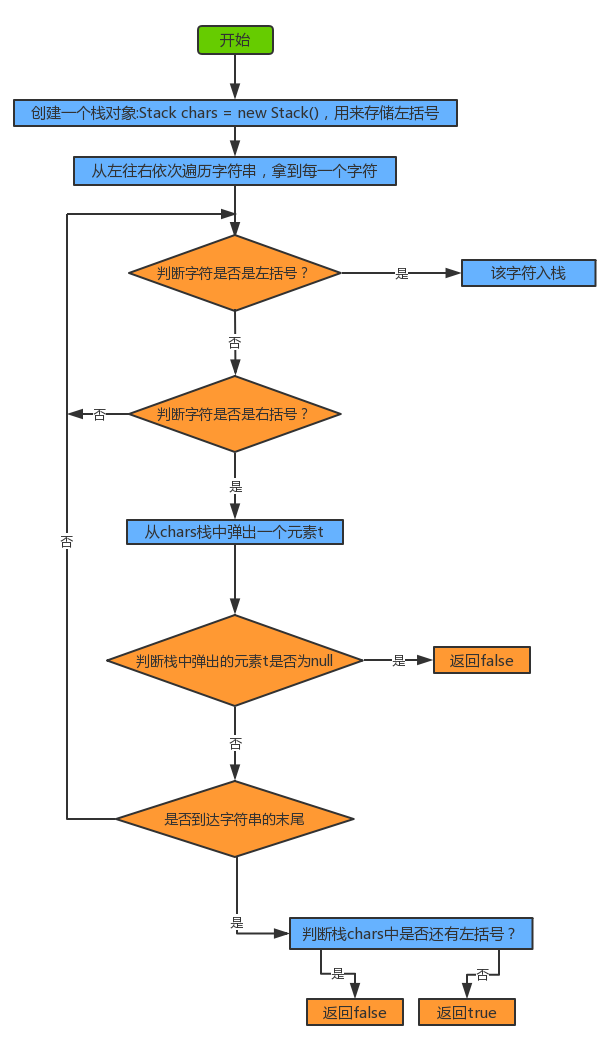 开始
创建一个栈对象:Stack chars = new Stack()，用来存储左括号
从左往右依次遍历字符串，拿到每一个字符
判断字符是否是左括号？
是
该字符入栈
否
判断字符是否是右括号？
否
是
从chars栈中弹出一个元素t
否
判断栈中弹出的元素t是否为null
是
返回false
否
是否到达字符串的末尾
是
判断栈chars中是否还有左括号？
是
否
返回false
返回true